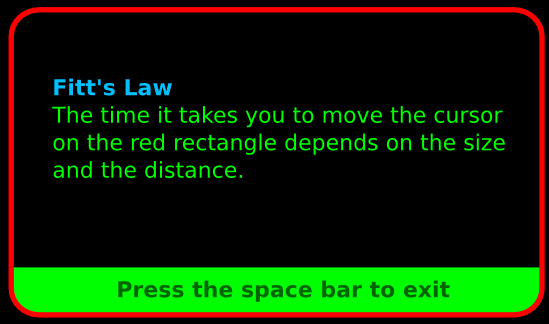 Fitt's Law
The time it takes you to move the cursor
on the red rectangle depends on the size
and the distance.
Press the space bar to exit